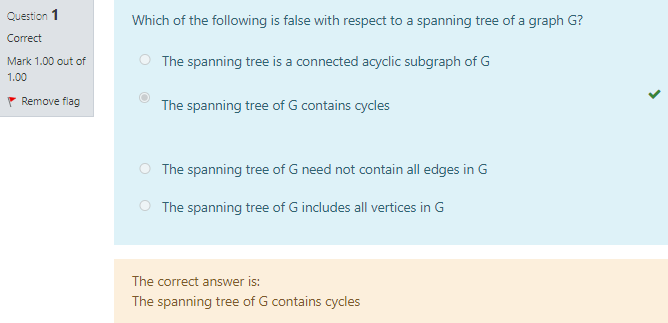 Question 1
Correct
Mark 1.00 out of
1.00
Remove flag
Which of the following is false with respect to a spanning tree of a graph G?
The spanning tree is a connected acyclic subgraph of G
The spanning tree of G contains cycles
The spanning tree of G need not contain all edges in G
The spanning tree of G includes all vertices in G
The correct answer is:
The spanning tree of G contains cycles